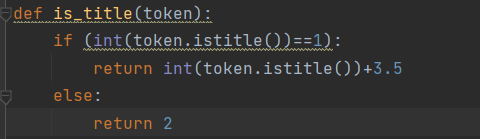 def is_title(token):
    if (int(token.istitle())==1):
        return int(token.istitle())+3.5
    else:
        return 2